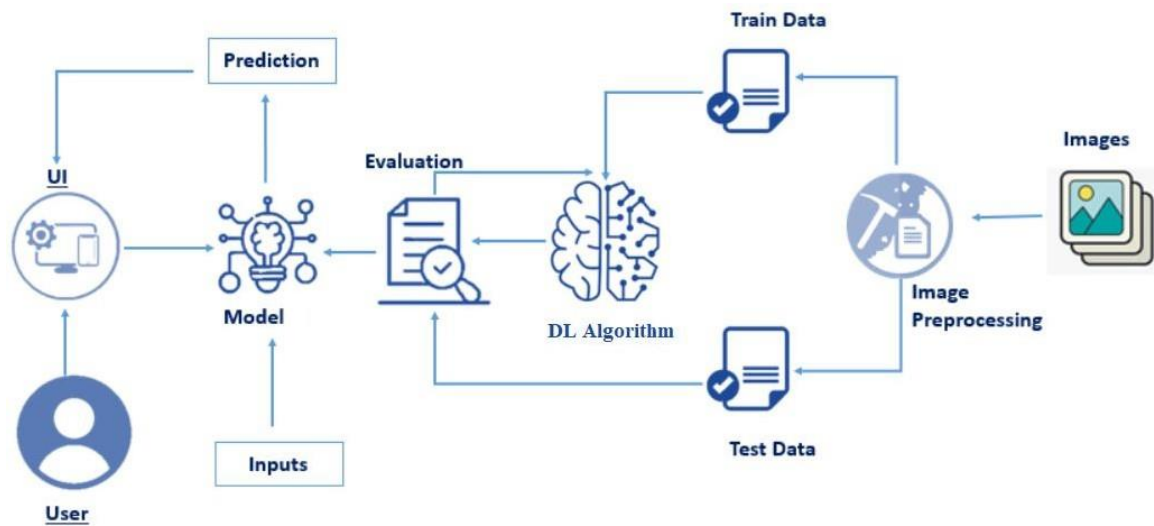 Train Data
Prediction
Images
Evaluation
UI
Image
Preprocessing
Model
DL Algorithm
Test Data
Inputs
User